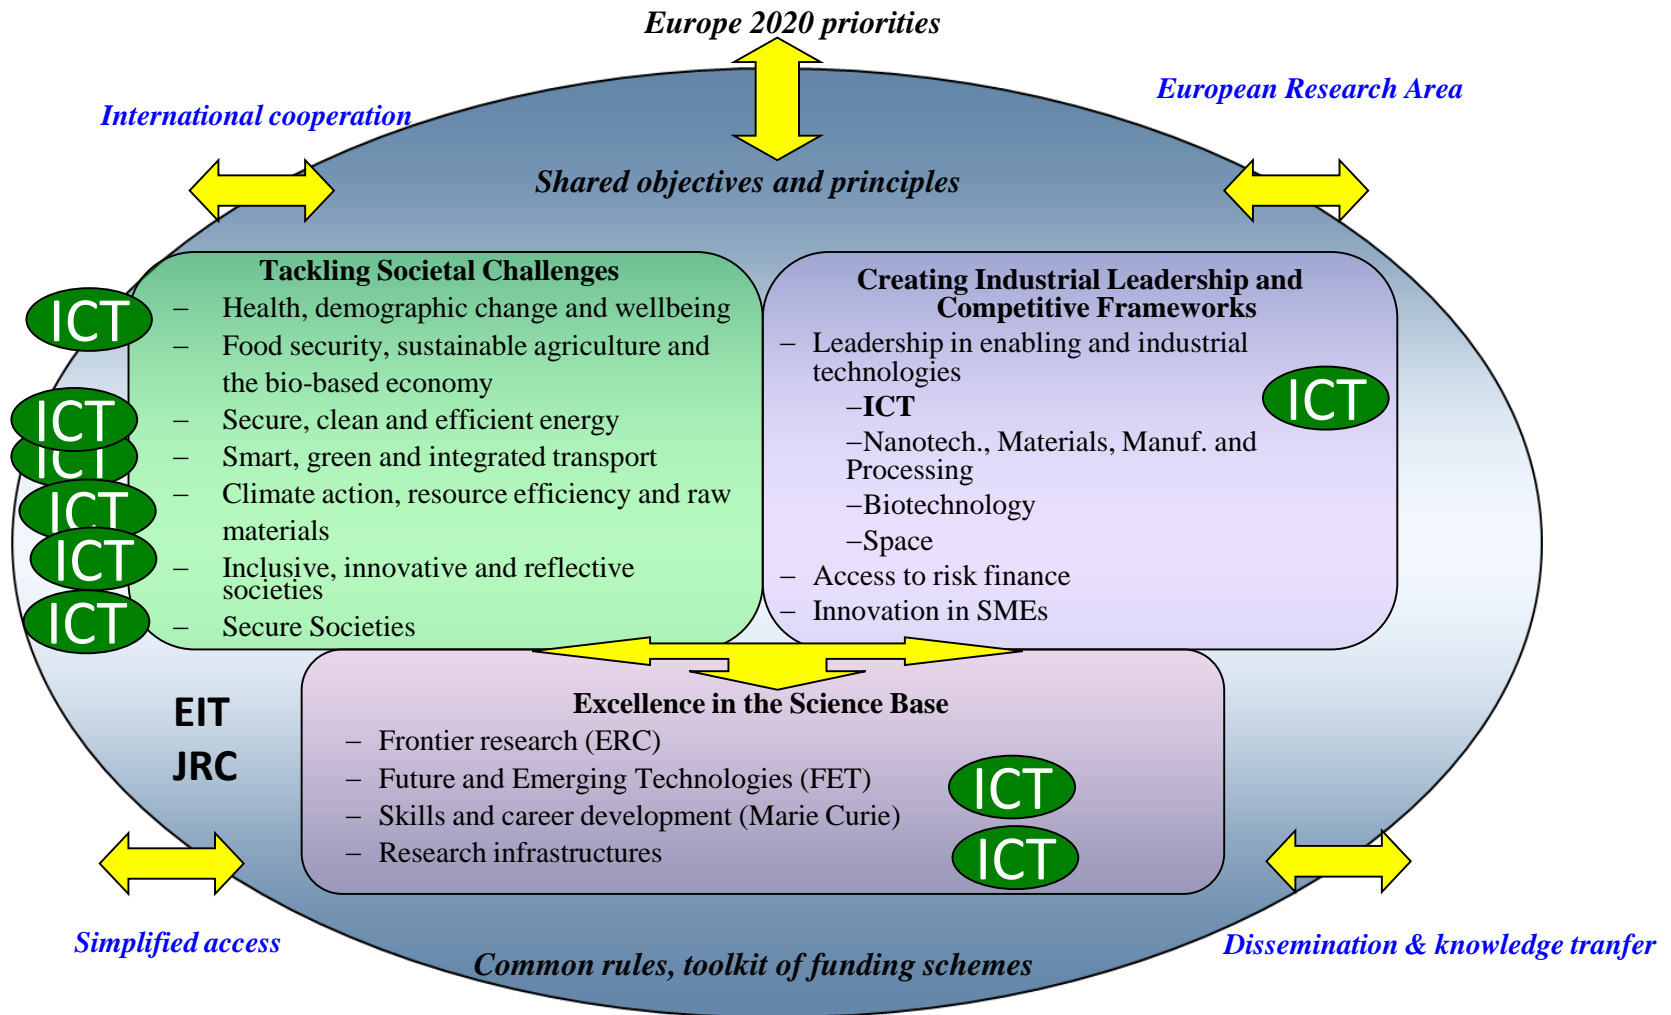 Europe 2020 priorities
International cooperation
European Research Area
Shared objectives and principles
Tackling Societal Challenges
– Health, demographic change and wellbeing
– Food security, sustainable agriculture and
the bio-based economy
– Secure, clean and efficient energy
– Smart, green and integrated transport
– Climate action, resource efficiency and raw
materials
– Inclusive, innovative and reflective
societies
– Secure Societies
ICT
ICT
ICT
ICT
ICT
ICT
Creating Industrial Leadership and
Competitive Frameworks
– Leadership in enabling and industrial
technologies
–ICT
–Nanotech., Materials, Manuf. and
Processing
–Biotechnology
–Space
– Access to risk finance
– Innovation in SMEs
ICT
EIT
JRC
Excellence in the Science Base
– Frontier research (ERC)
– Future and Emerging Technologies (FET)
– Skills and career development (Marie Curie)
– Research infrastructures
ICT
ICT
Simplified access
Dissemination & knowledge tranfer
Common rules, toolkit of funding schemes